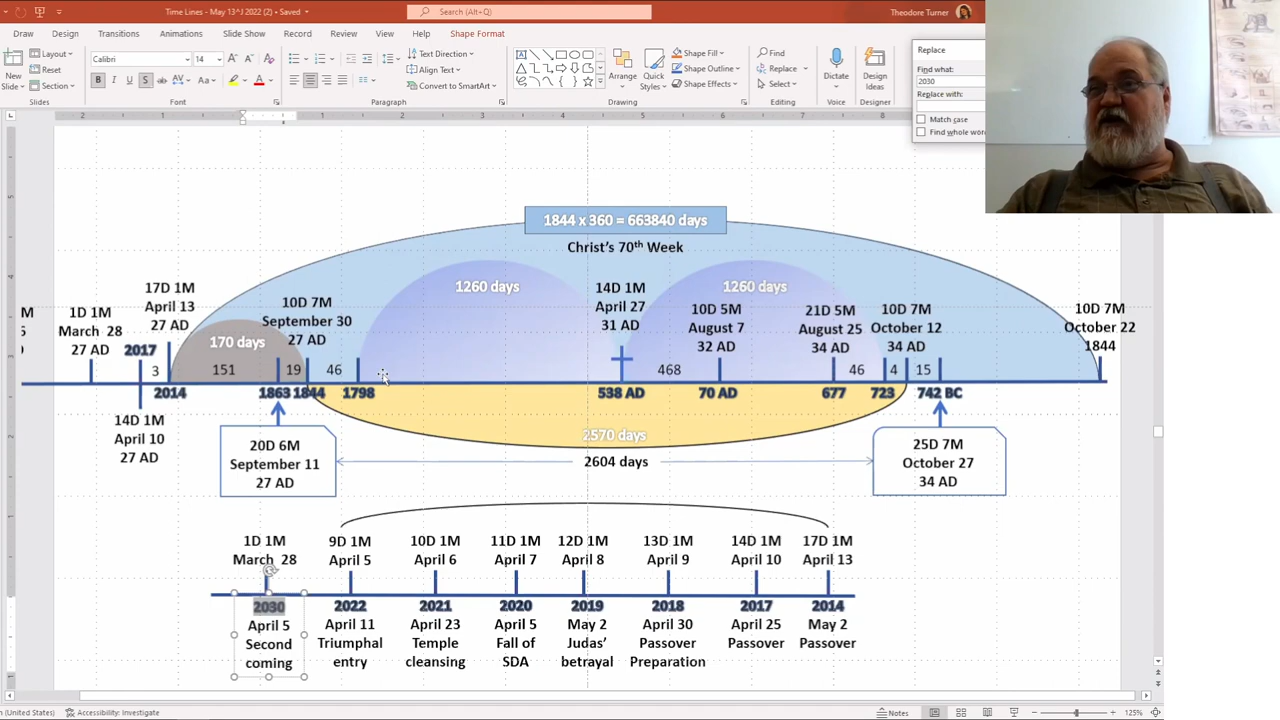 Time Lines - May 13^J 2022 (2) • Saved
Search (Alt+Q)
Theodore Turner
Draw Design Transitions Animations Slide Show Record Review View Help Shape Format
New
Slide
Layout
Reset
Section
Slides
Calibri 14
Font
Text Direction
Align Text
Convert to SmartArt
Paragraph
Arrange
Quick
Styles
Shape Fill
Shape Outline
Shape Effects
Drawing
Find
Replace
Select
Editing
Dictate
Voice
Design
Ideas
Designer
Replace
Find what:
2030
Replace with:
Match case
Find whole wor
1844 x 360 = 663840 days
Christ's 70th Week
1260 days
1260 days
170 days
M
1D 1M
March 28
27 AD
2017
3
17D 1M
April 13
27 AD
2014
14D 1M
April 10
27 AD
151
19
46
10D 7M
September 30
27 AD
1863
1844
1798
14D 1M
April 27
31 AD
538 AD
468
10D 5M
August 7
32 AD
70 AD
21D 5M
August 25
34 AD
677
46
4
15
10D 7M
October 12
34 AD
723
742 BC
10D 7M
October 22
1844
2570 days
2604 days
20D 6M
September 11
27 AD
25D 7M
October 27
34 AD
1D 1M
March 28
2030
April 5
Second
coming
9D 1M
April 5
2022
April 11
Triumphal
entry
10D 1M
April 6
2021
April 23
Temple
cleansing
11D 1M
April 7
2020
April 5
Fall of
SDA
12D 1M
April 8
2019
May 2
Judas'
betrayal
13D 1M
April 9
2018
April 30
Passover
Preparation
14D 1M
April 10
2017
April 25
Passover
17D 1M
April 13
2014
May 2
Passover
(United States)
Accessibility: Investigate
Notes
125%